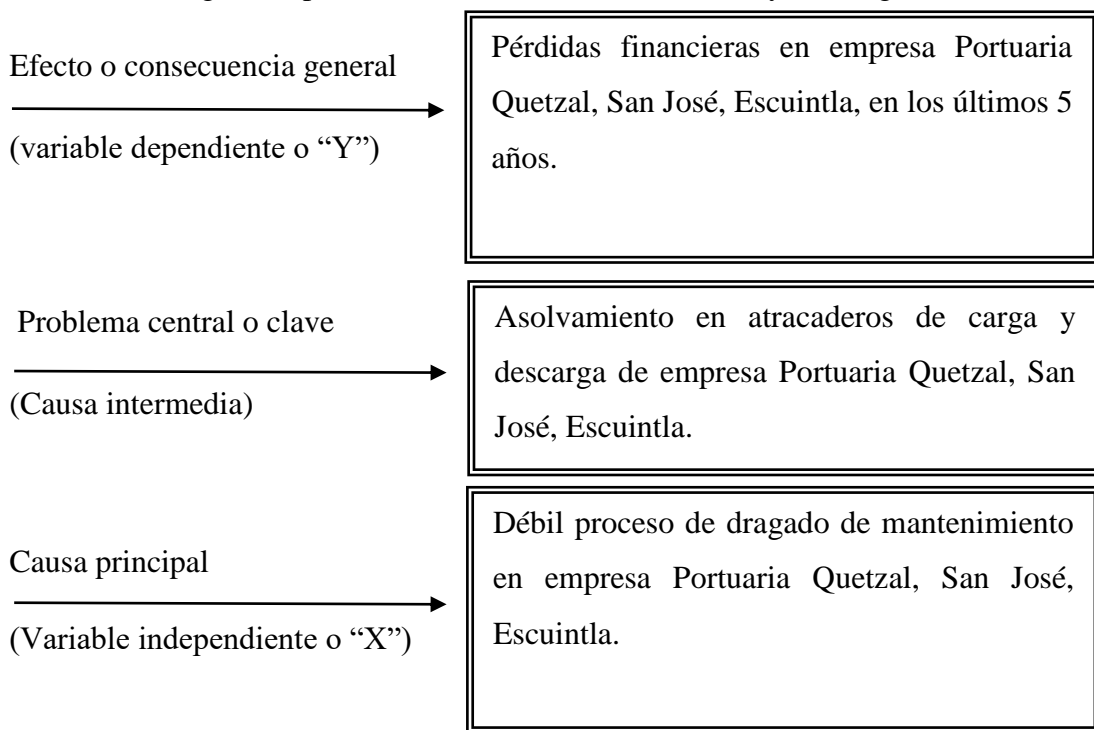 Efecto o consecuencia general
(variable dependiente o “Y”)
Pérdidas financieras en empresa Portuaria
Quetzal, San José, Escuintla, en los últimos 5
años.
Problema central o clave
(Causa intermedia)
Asolvamiento en atracaderos de carga y
descarga de empresa Portuaria Quetzal, San
José, Escuintla.
Causa principal
(Variable independiente o “X”)
Débil proceso de dragado de mantenimiento
en empresa Portuaria Quetzal, San José,
Escuintla.